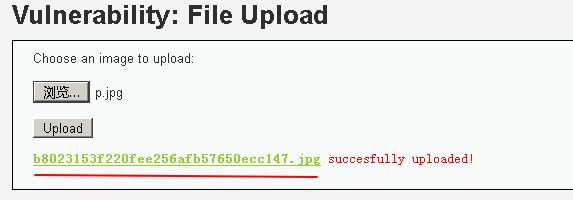 Vulnerability: File Upload
Choose an image to upload:
浏览... p.jpg
Upload
b8023153f220fee256afb57650ecc147.jpg succesfully uploaded!